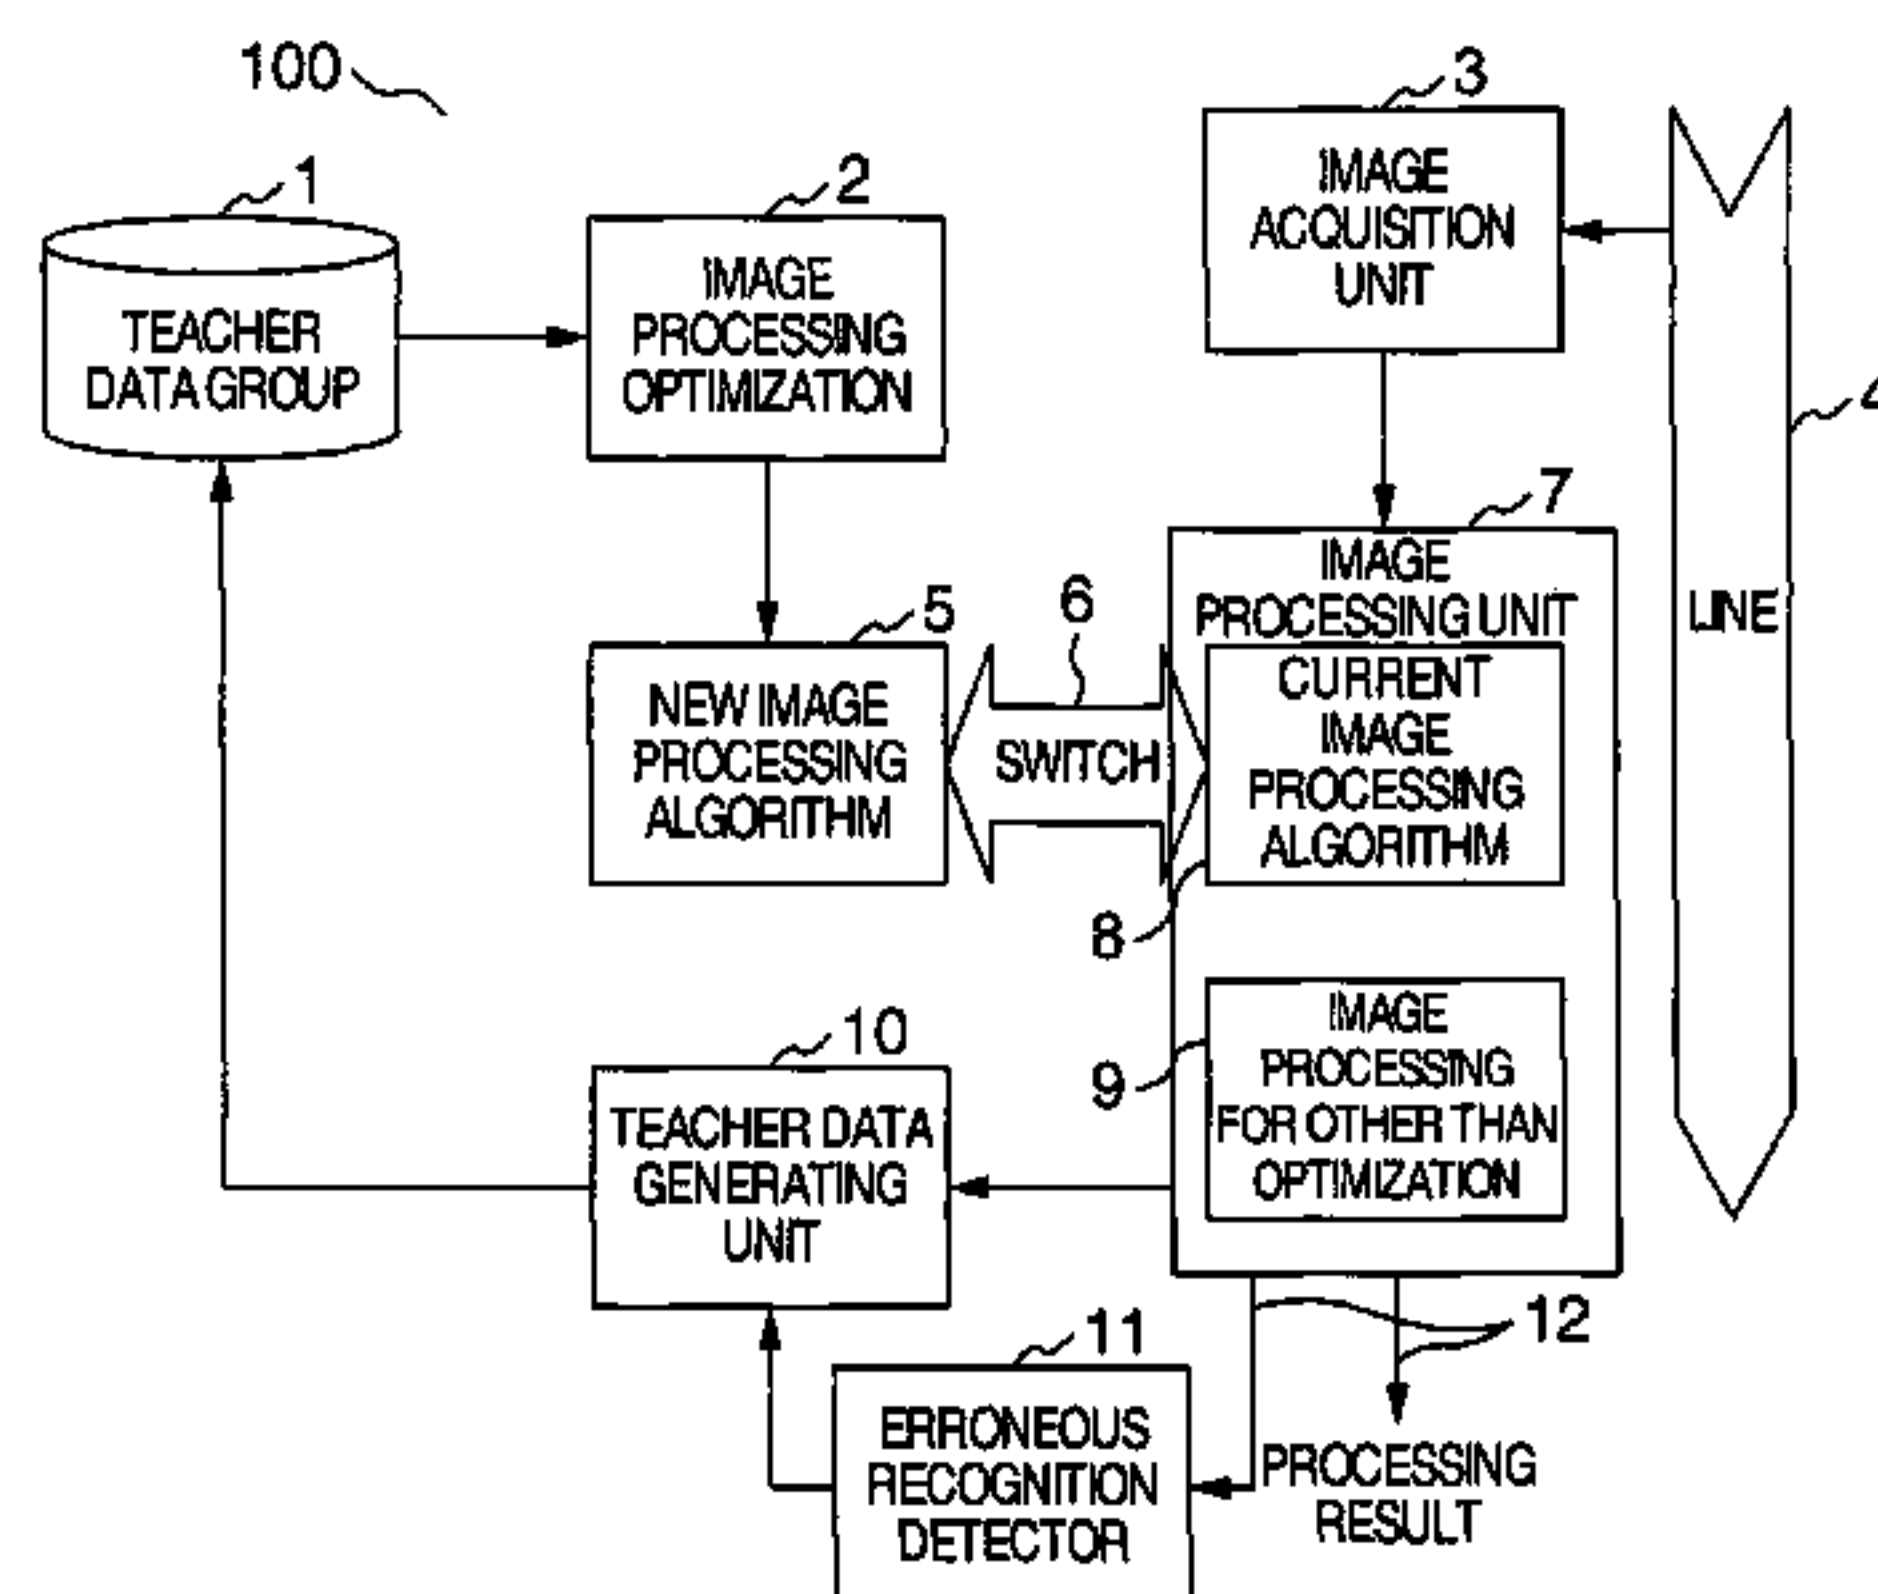 100
1
TEACHER
DATA GROUP
2
IMAGE
PROCESSING
OPTIMIZATION
3
IMAGE
ACQUISITION
UNIT
4
LINE
5
NEW IMAGE
PROCESSING
ALGORITHM
6
SWITCH
7
IMAGE
PROCESSING UNIT
CURRENT
IMAGE
PROCESSING
ALGORITHM
8
9
IMAGE
PROCESSING
FOR OTHER THAN
OPTIMIZATION
10
TEACHER DATA
GENERATING
UNIT
11
ERRONEOUS
RECOGNITION
DETECTOR
12
PROCESSING
RESULT